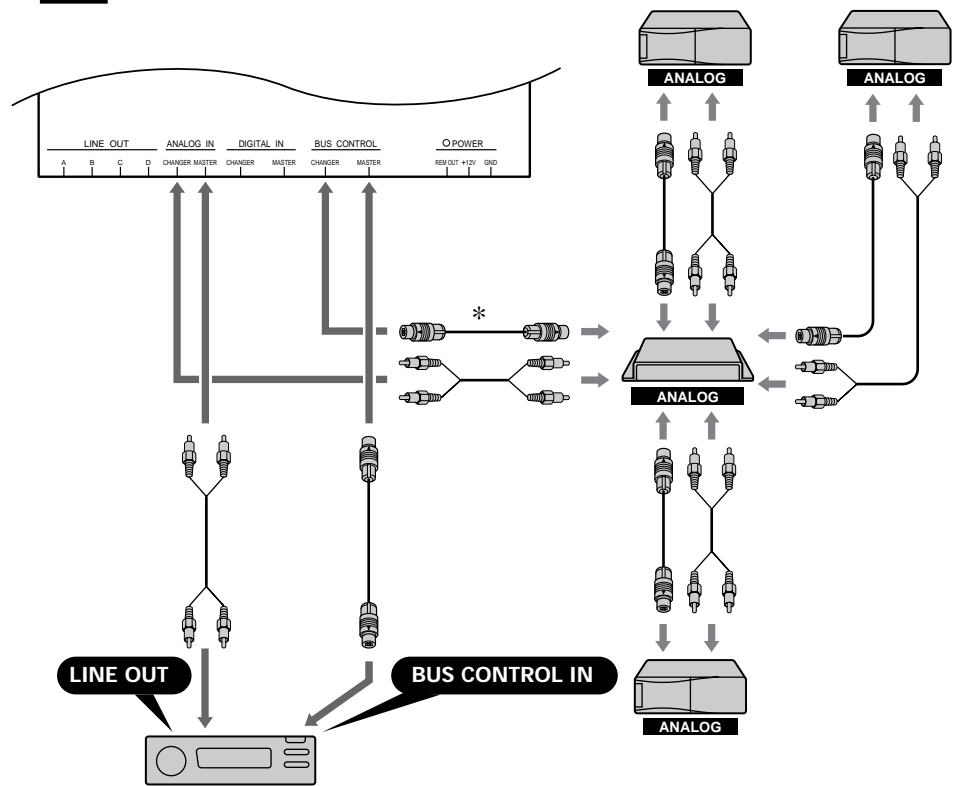 ANALOG
ANALOG
LINE OUT ANALOG IN DIGITAL IN BUS CONTROL POWER
A B C D CHANGER MASTER CHANGER MASTER CHANGER MASTER REM OUT +12V GND
*
ANALOG
LINE OUT
BUS CONTROL IN
ANALOG